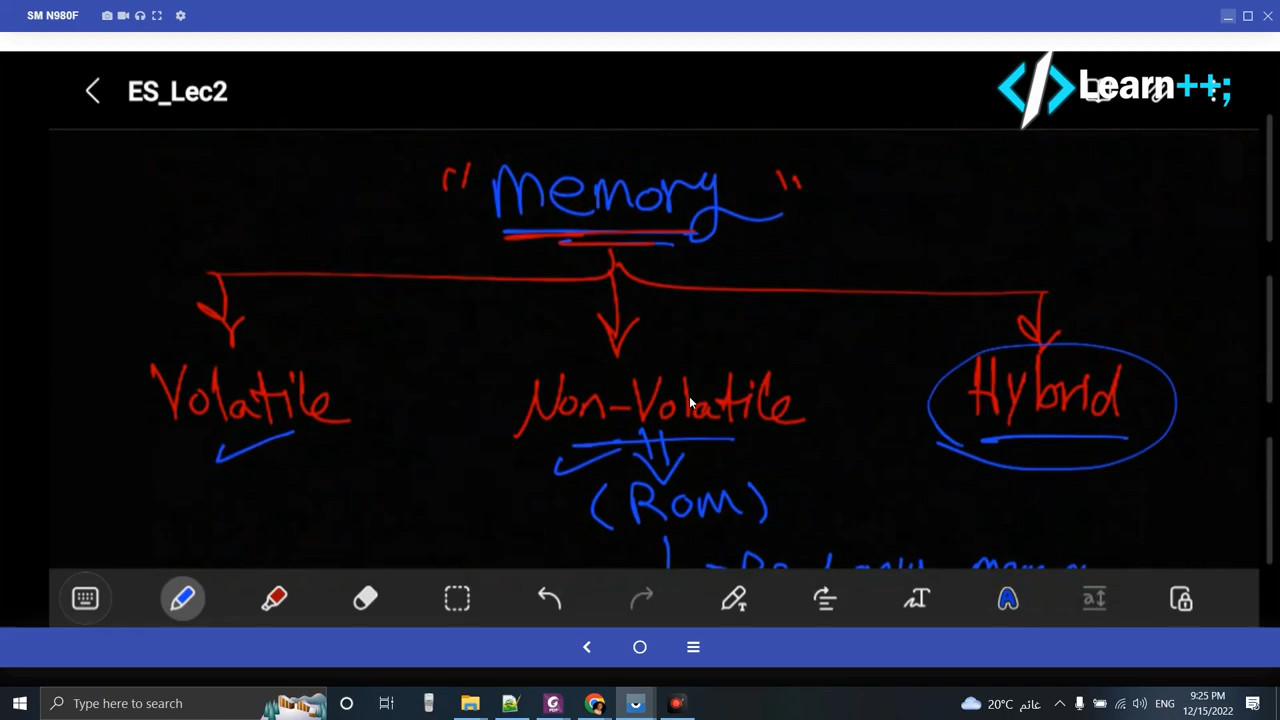 SM N980F
ES_Lec2
Learn++;
" Memory "
Volatile
Non-Volatile
Hybrid
(Rom)
Type here to search
20°C غائم
ENG
9:25 PM
12/15/2022